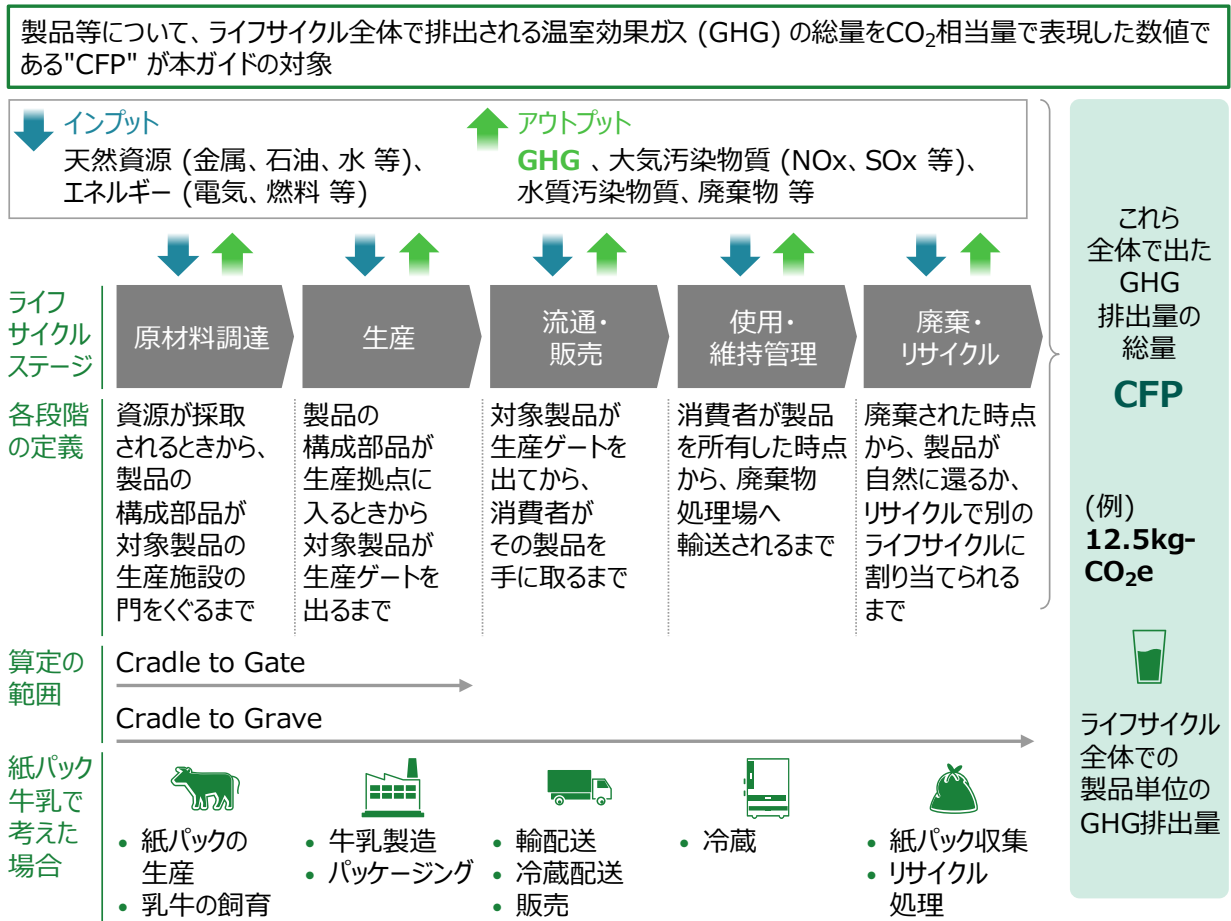 製品等について、ライフサイクル全体で排出される温室効果ガス (GHG) の総量をCO₂相当量で表現した数値で
ある"CFP" が本ガイドの対象
インプット
天然資源 (金属、石油、水 等)、
エネルギー (電気、燃料 等)
アウトプット
GHG 、大気汚染物質 (NOx、SOx 等)、
水質汚染物質、廃棄物 等
ライフ
サイクル
ステージ
原材料調達
生産
流通・
販売
使用・
維持管理
廃棄・
リサイクル
各段階
の定義
資源が採取
されるときから、
製品の
構成部品が
対象製品の
生産施設の
門をくぐるまで
製品の
構成部品が
生産拠点に
入るときから
対象製品が
生産ゲートを
出るまで
対象製品が
生産ゲートを
出てから、
消費者が
その製品を
手に取るまで
消費者が製品
を所有した時点
から、廃棄物
処理場へ
輸送されるまで
廃棄された時点
から、製品が
自然に還るか、
リサイクルで別の
ライフサイクルに
割り当てられる
まで
算定の
範囲
Cradle to Gate
Cradle to Grave
紙パック
牛乳で
考えた
場合
• 紙パックの
生産
• 乳牛の飼育
• 牛乳製造
• パッケージング
• 輸配送
• 冷蔵配送
• 販売
• 冷蔵
• 紙パック収集
• リサイクル
処理
これら
全体で出た
GHG
排出量の
総量
CFP
(例)
12.5kg-
CO₂e
ライフサイクル
全体での
製品単位の
GHG排出量